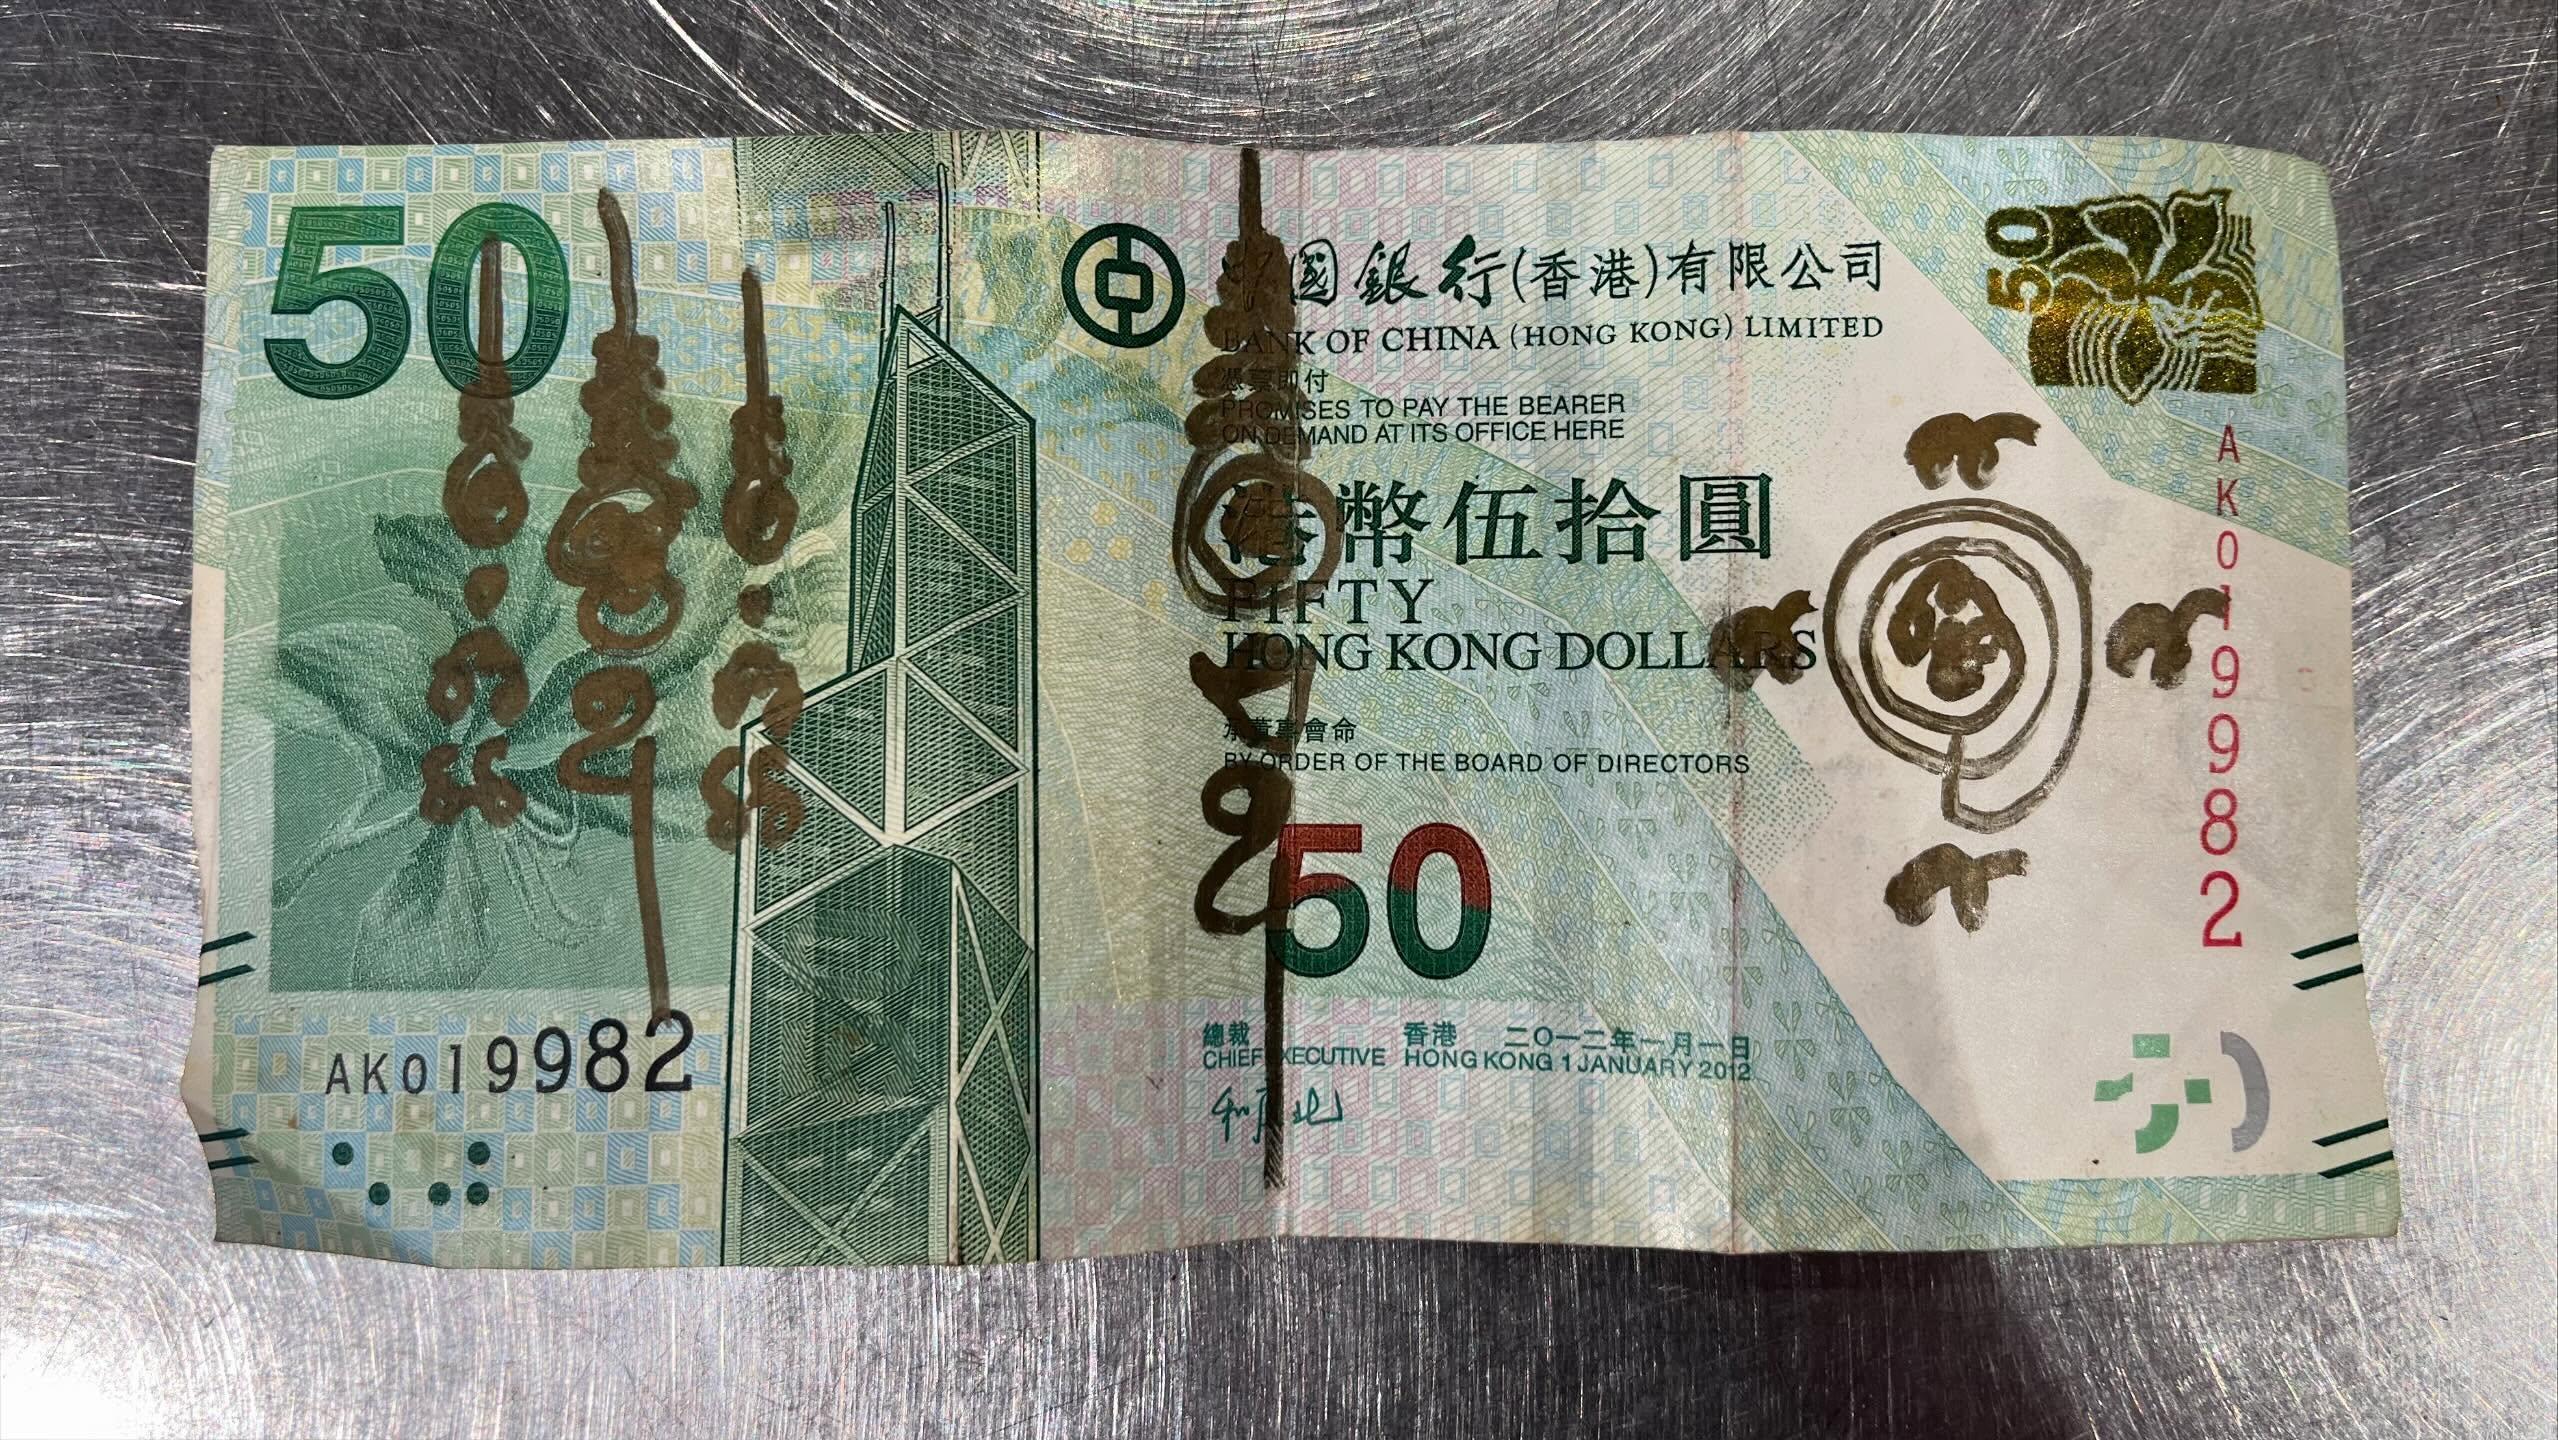 50
中國銀行(香港)有限公司
BANK OF CHINA (HONG KONG) LIMITED
憑票即付
PROMISES TO PAY THE BEARER
ON DEMAND AT ITS OFFICE HERE
港幣伍拾圓
FIFTY
HONG KONG DOLLARS
承董事會命
BY ORDER OF THE BOARD OF DIRECTORS
50
總裁
CHIEF EXECUTIVE
香港 二〇一二年一月一日
HONG KONG 1 JANUARY 2012
AK019982
50
AK019982